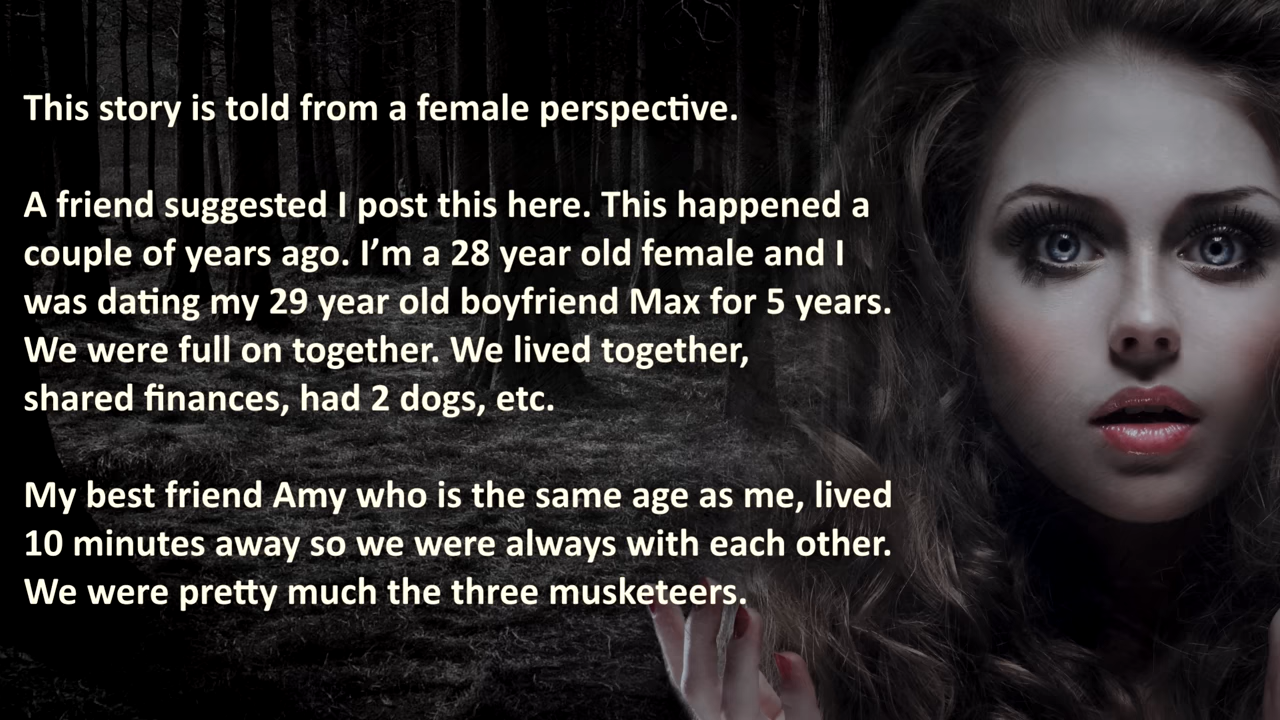 This story is told from a female perspective.
A friend suggested I post this here. This happened a
couple of years ago. I’m a 28 year old female and I
was dating my 29 year old boyfriend Max for 5 years.
We were full on together. We lived together,
shared finances, had 2 dogs, etc.
My best friend Amy who is the same age as me, lived
10 minutes away so we were always with each other.
We were pretty much the three musketeers.